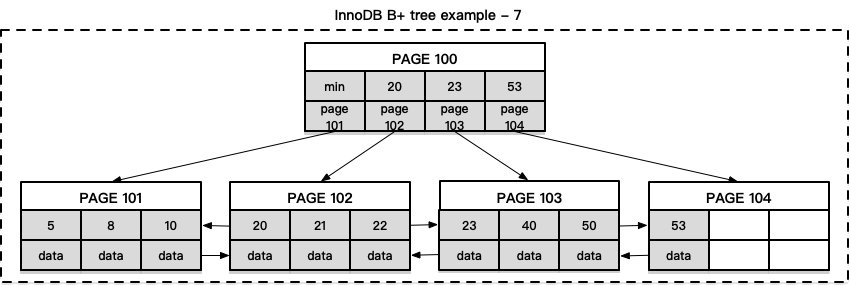 InnoDB B+ tree example – 7
PAGE 100
min 20 23 53
page page page page
101 102 103 104
PAGE 101 PAGE 102 PAGE 103 PAGE 104
5 8 10 20 21 22 23 40 50 53
data data data data data data data data data data